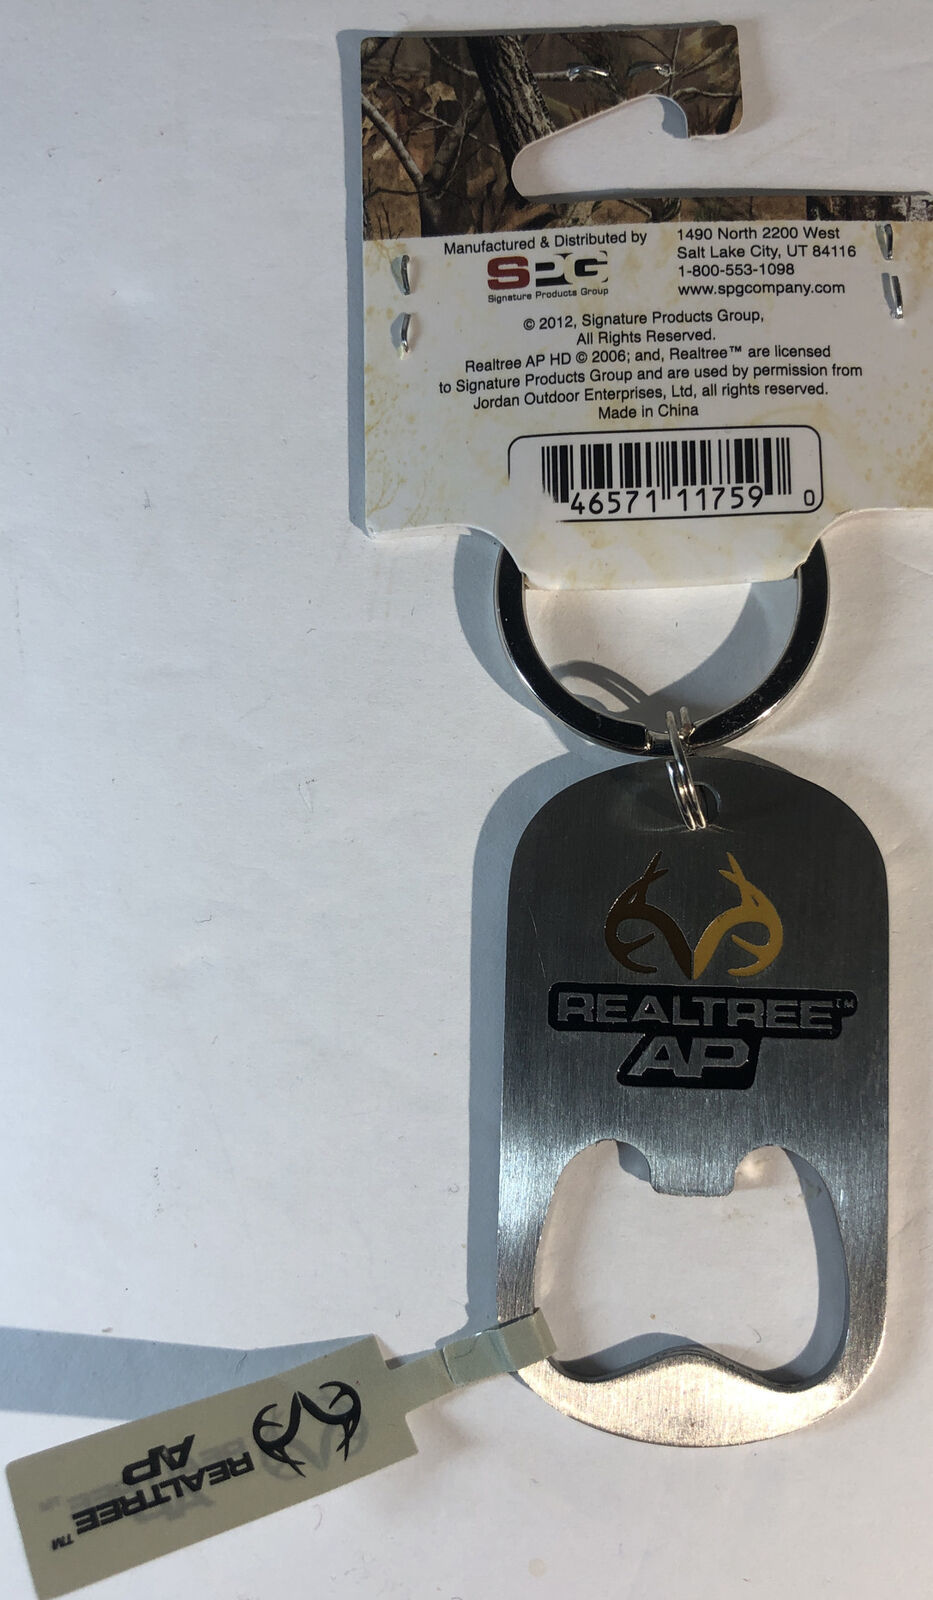 Manufactured & Distributed by
SPG
Signature Products Group
1490 North 2200 West
Salt Lake City, UT 84116
1-800-553-1098
www.spgcompany.com
© 2012, Signature Products Group,
All Rights Reserved.
Realtree AP HD © 2006; and, Realtree™ are licensed
to Signature Products Group and are used by permission from
Jordan Outdoor Enterprises, Ltd, all rights reserved.
Made in China
46571 11759 0
REALTREE™
AP
REALTREE™
AP